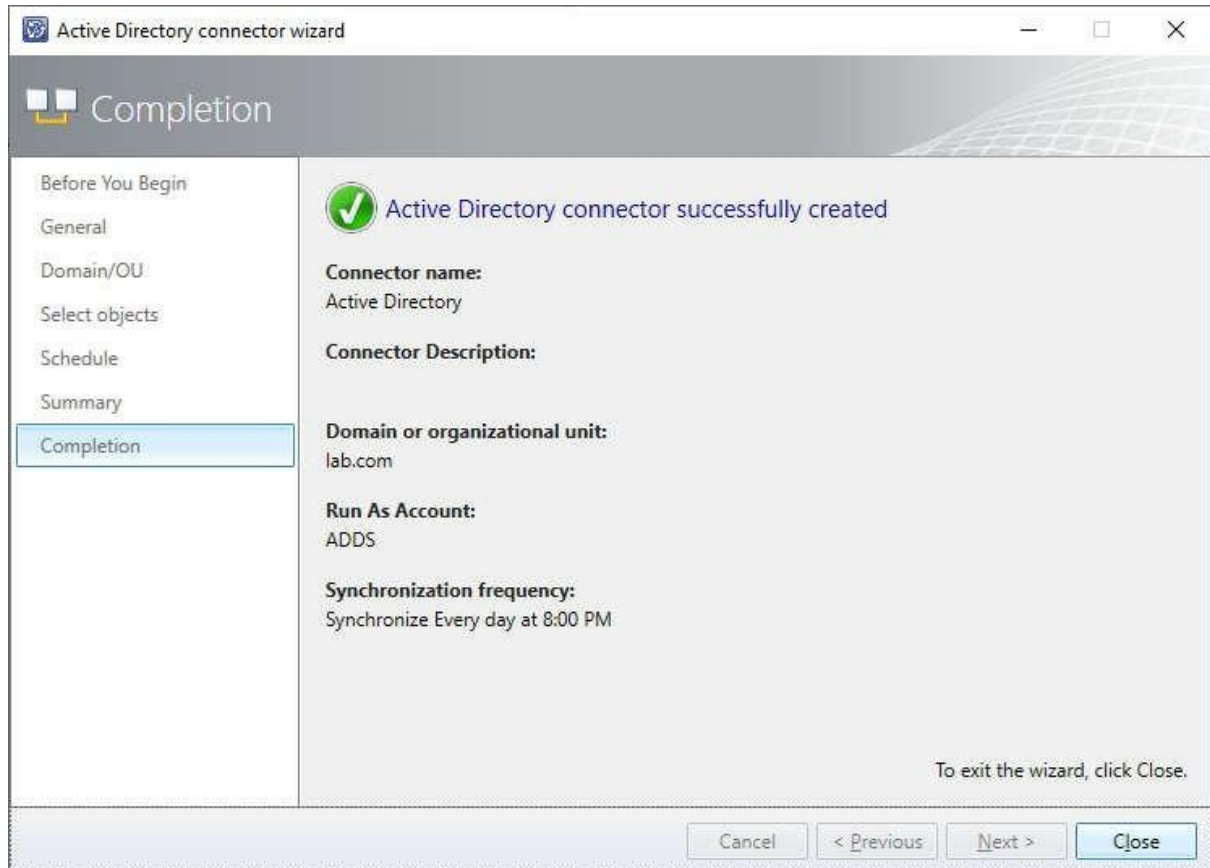 Active Directory connector wizard
Completion
Before You Begin
General
Domain/OU
Select objects
Schedule
Summary
Completion
Active Directory connector successfully created
Connector name:
Active Directory
Connector Description:
Domain or organizational unit:
lab.com
Run As Account:
ADDS
Synchronization frequency:
Synchronize Every day at 8:00 PM
To exit the wizard, click Close.
Cancel
< Previous
Next >
Close